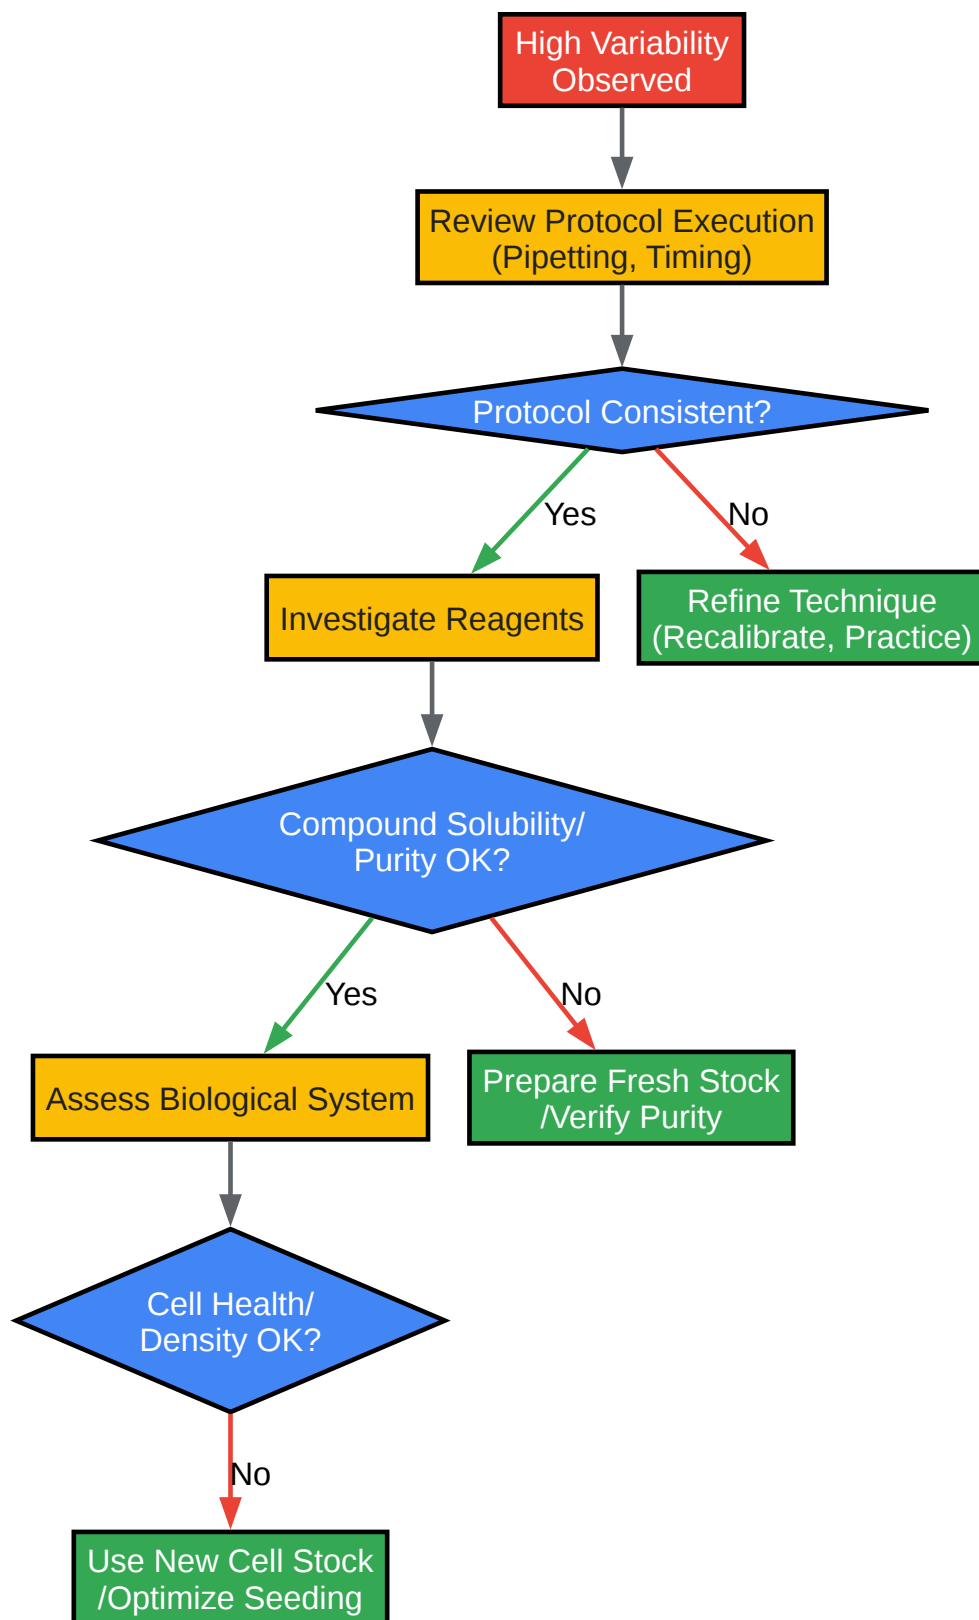 High Variability
Observed
Review Protocol Execution
(Pipetting, Timing)
Protocol Consistent?
Yes
No
Investigate Reagents
Refine Technique
(Recalibrate, Practice)
Compound Solubility/
Purity OK?
Yes
No
Assess Biological System
Prepare Fresh Stock
/Verify Purity
Cell Health/
Density OK?
No
Use New Cell Stock
/Optimize Seeding